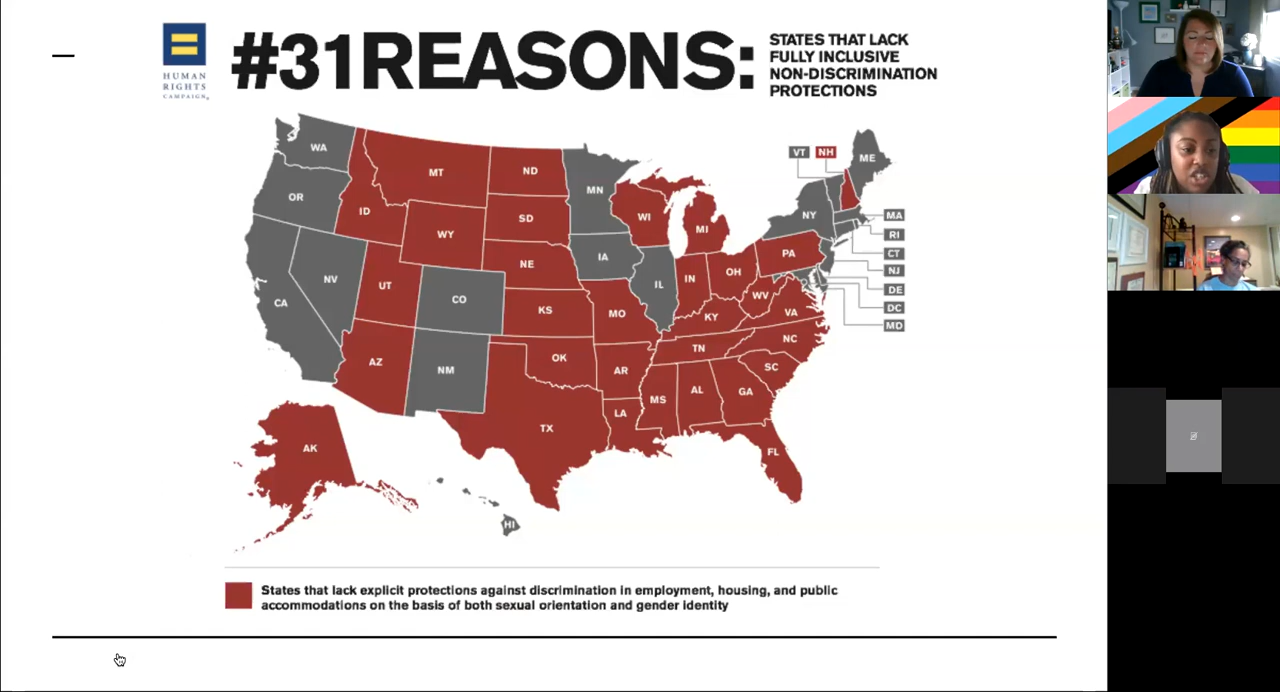 HUMAN
RIGHTS
CAMPAIGN®
#31REASONS:
STATES THAT LACK
FULLY INCLUSIVE
NON-DISCRIMINATION
PROTECTIONS
WA
OR
CA
NV
ID
MT
WY
UT
AZ
CO
NM
ND
SD
NE
KS
OK
TX
MN
IA
MO
AR
LA
WI
IL
MI
IN
OH
KY
TN
MS
AL
GA
FL
SC
NC
VA
WV
PA
NY
VT
NH
ME
MA
RI
CT
NJ
DE
DC
MD
AK
HI
States that lack explicit protections against discrimination in employment, housing, and public
accommodations on the basis of both sexual orientation and gender identity